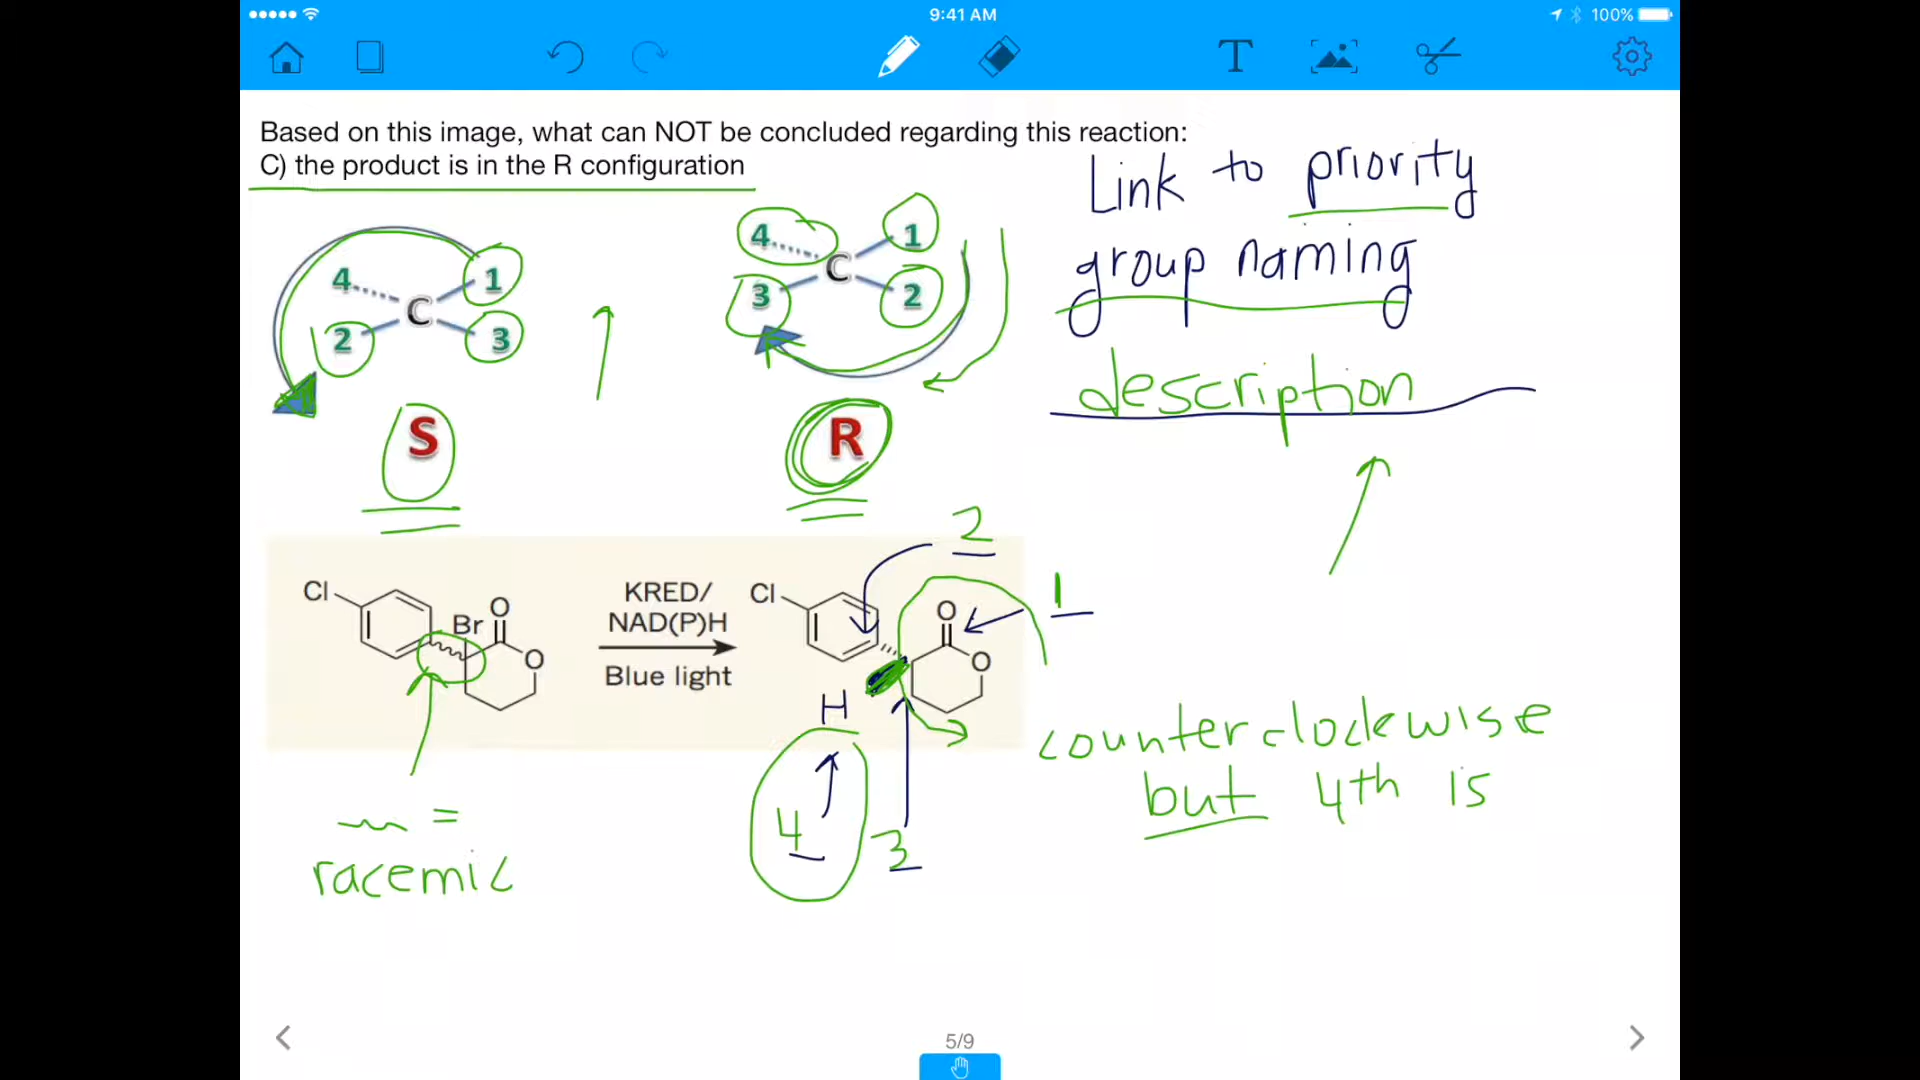 9:41 AM
100%
T
Based on this image, what can NOT be concluded regarding this reaction:
C) the product is in the R configuration
Link to priority
group naming
description
4 1
C
2 3
S
4 1
C
3 2
R
2
1
Cl
Br O
O
KRED/
NAD(P)H
Blue light
Cl
O
O
H
4
3
counterclockwise
but 4th is
=
racemic
5/9